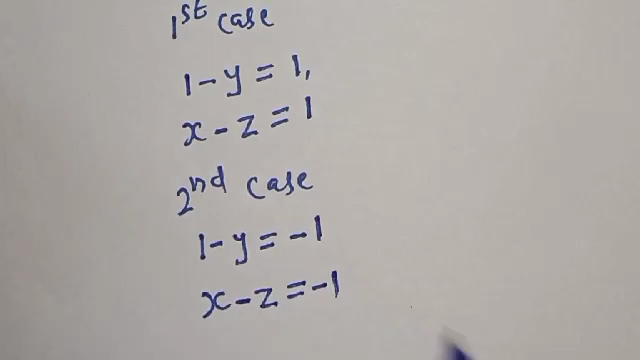 1st case
1-y=1,
x-z=1
2nd case
1-y=-1
x-z=-1